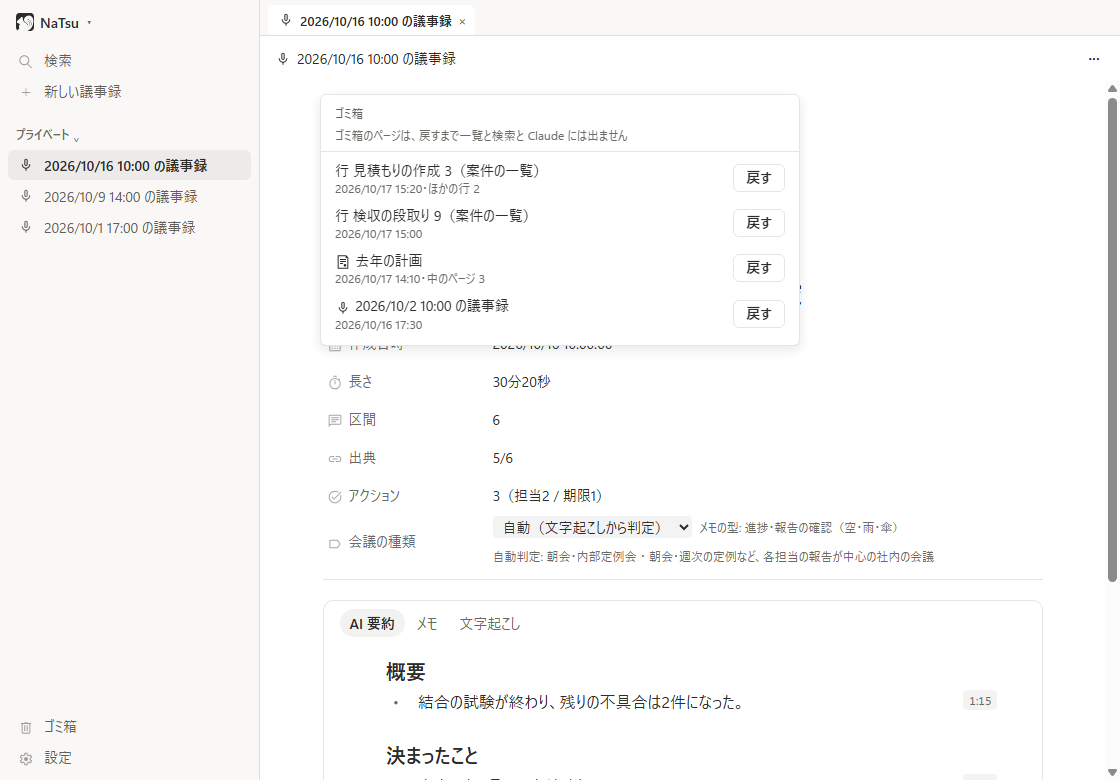 NaTsu
検索
新しい議事録
プライベート
2026/10/16 10:00 の議事録
2026/10/9 14:00 の議事録
2026/10/1 17:00 の議事録
ゴミ箱
設定
2026/10/16 10:00 の議事録 ×
2026/10/16 10:00 の議事録
ゴミ箱
ゴミ箱のページは、戻すまで一覧と検索と Claude には出ません
行 見積もりの作成 3（案件の一覧） 戻す
2026/10/17 15:20・ほかの行 2
行 検収の段取り 9（案件の一覧） 戻す
2026/10/17 15:00
去年の計画 戻す
2026/10/17 14:10・中のページ 3
2026/10/2 10:00 の議事録 戻す
2026/10/16 17:30
長さ 30分20秒
区間 6
出典 5/6
アクション 3（担当2 / 期限1）
会議の種類 自動（文字起こしから判定） メモの型: 進捗・報告の確認（空・雨・傘）
自動判定: 朝会・内部定例会 ・ 朝会・週次の定例など、各担当の報告が中心の社内の会議
AI 要約 メモ 文字起こし
概要
• 結合の試験が終わり、残りの不具合は2件になった。 1:15
決まったこと